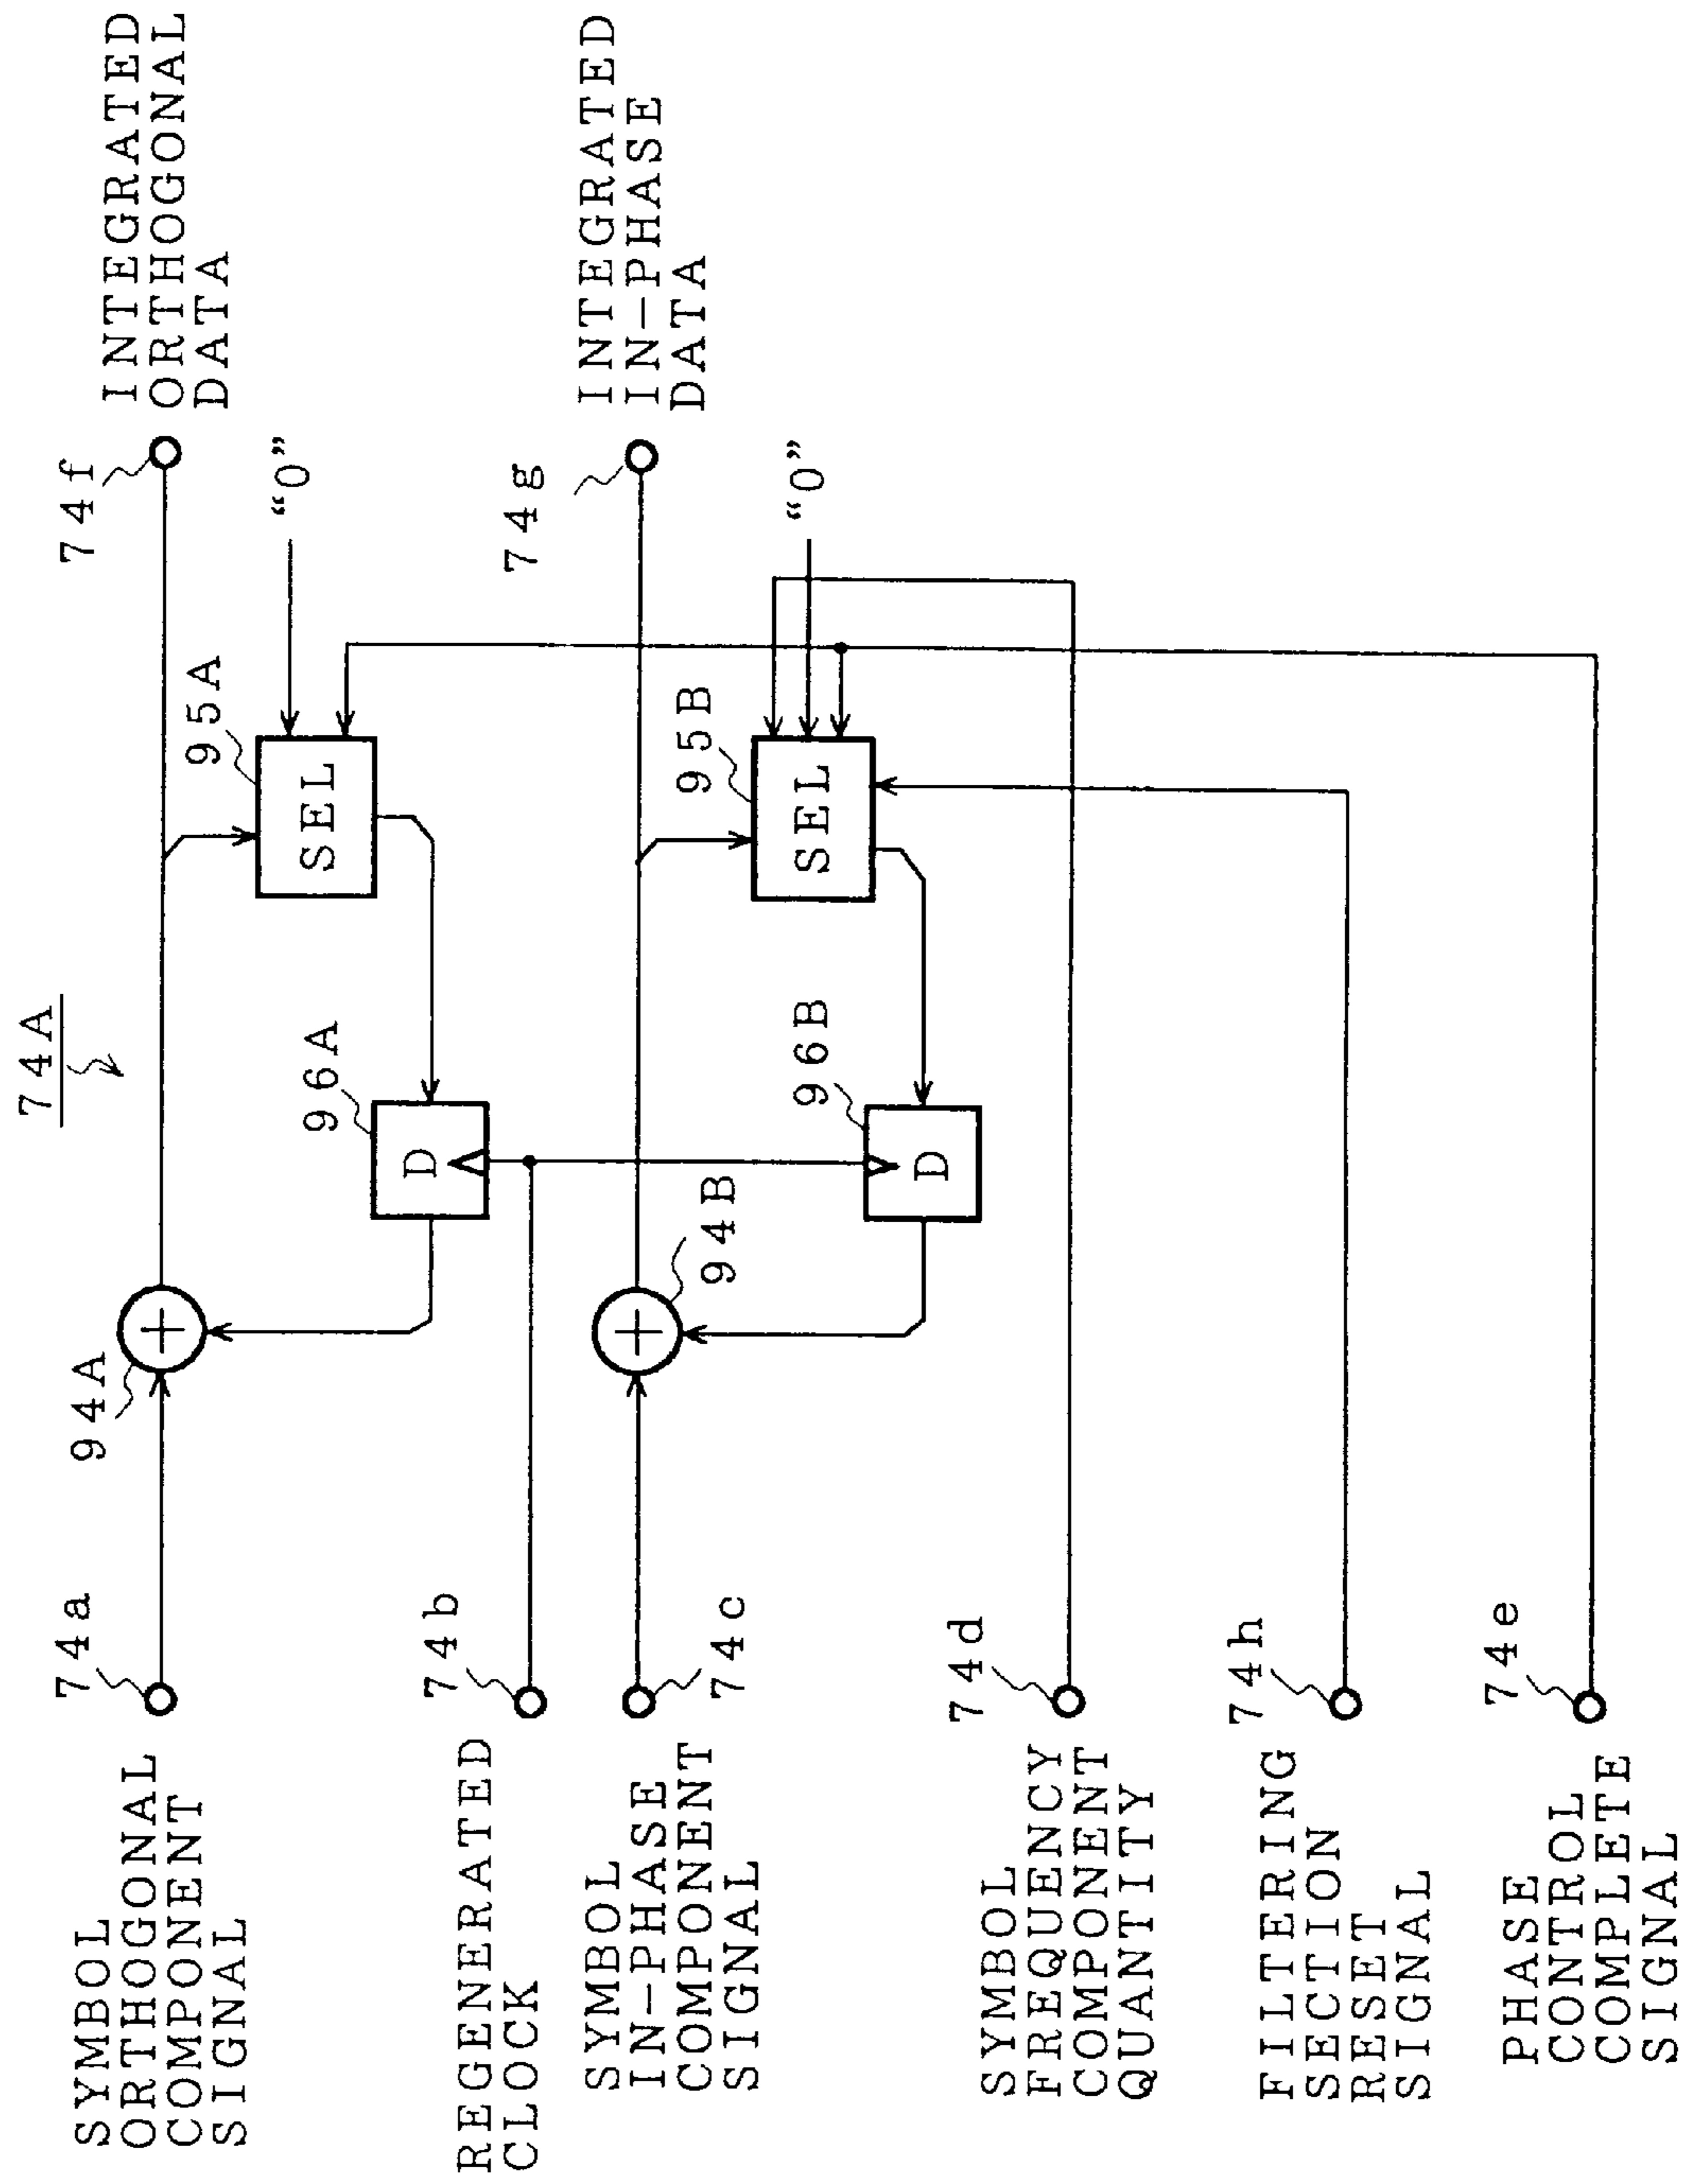 74A
SYMBOL
ORTHOGONAL
COMPONENT
SIGNAL
74a
94A
95A
SEL
"0"
74f
INTEGRATED
ORTHOGONAL
DATA
96A
D
REGENERATED
CLOCK
74b
SYMBOL
IN-PHASE
COMPONENT
SIGNAL
74c
94B
96B
D
95B
SEL
"0"
74g
INTEGRATED
IN-PHASE
DATA
SYMBOL
FREQUENCY
COMPONENT
QUANTITY
74d
FILTERING
SECTION
RESET
SIGNAL
74h
PHASE
CONTROL
COMPLETE
SIGNAL
74e